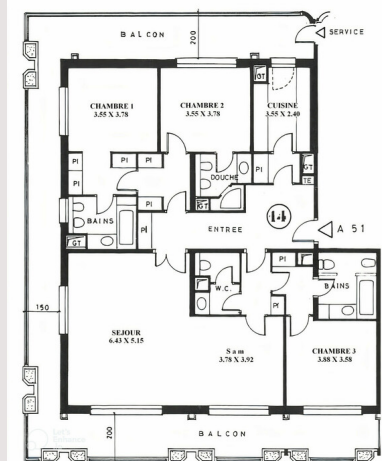 BALCON
200
SERVICE
GT
CHAMBRE 1
3.55 X 3.78
CHAMBRE 2
3.55 X 3.78
CUISINE
3.55 X 2.40
PI
PI
PI
PI
DOUCHE
PI
GT
TE
BAINS
PI
GT
ENTREE
14
A 51
GT
PI
W.C.
PI
PI
BAINS
150
SEJOUR
6.43 X 5.15
S a m
3.78 X 3.92
CHAMBRE 3
3.88 X 3.58
200
BALCON